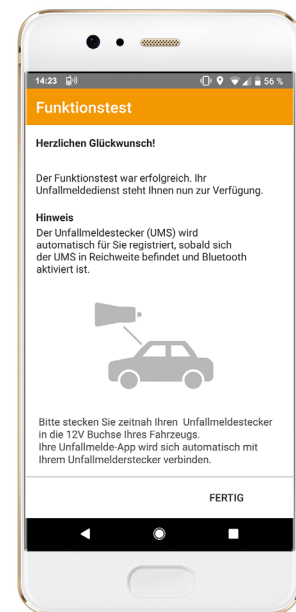 14:23 56 %
Funktionstest
Herzlichen Glückwunsch!
Der Funktionstest war erfolgreich. Ihr
Unfallmeldedienst steht Ihnen nun zur Verfügung.
Hinweis
Der Unfallmeldestecker (UMS) wird
automatisch für Sie registriert, sobald sich
der UMS in Reichweite befindet und Bluetooth
aktiviert ist.
Bitte stecken Sie zeitnah Ihren Unfallmeldestecker
in die 12V Buchse Ihres Fahrzeugs.
Ihre Unfallmelde-App wird sich automatisch mit
Ihrem Unfallmelderstecker verbinden.
FERTIG